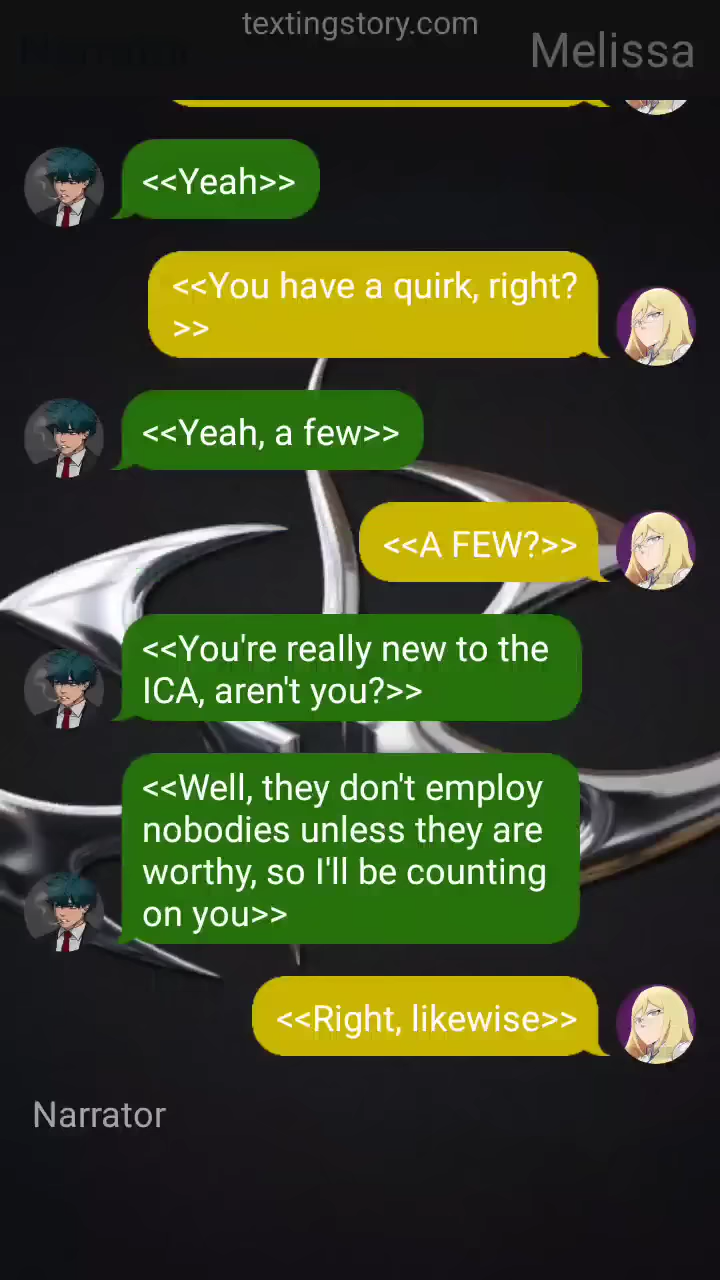 textingstory.com
Melissa
<<Yeah>>
<<You have a quirk, right?
>>
<<Yeah, a few>>
<<A FEW?>>
<<You're really new to the
ICA, aren't you?>>
<<Well, they don't employ
nobodies unless they are
worthy, so I'll be counting
on you>>
<<Right, likewise>>
Narrator